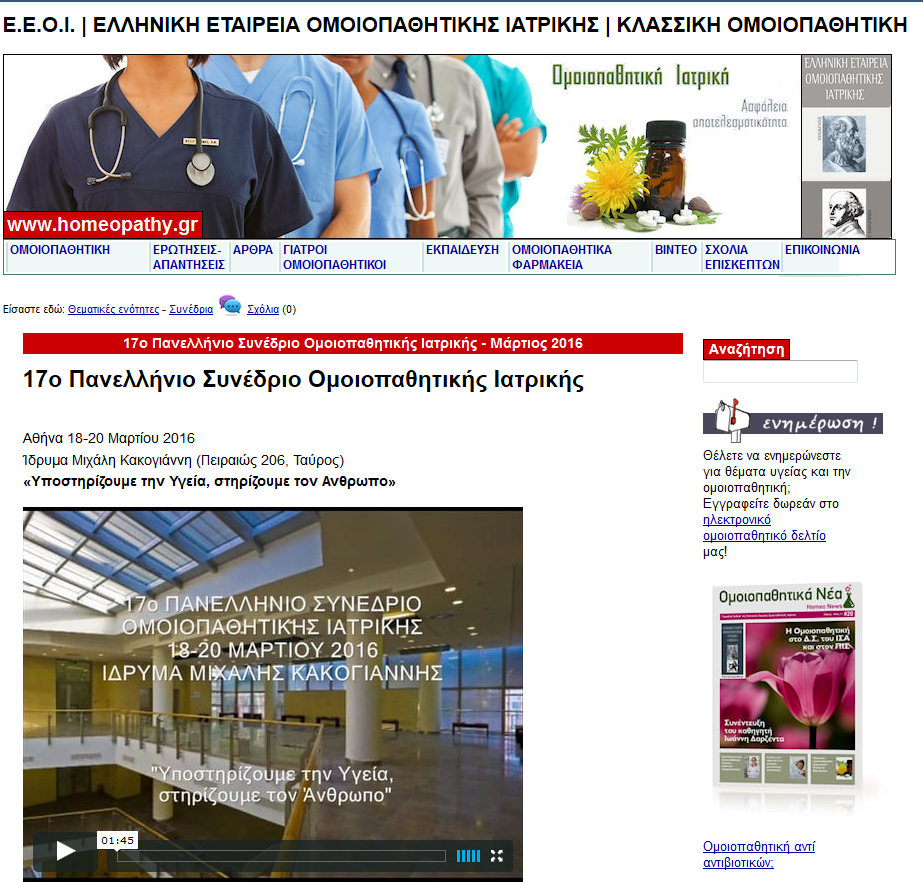 Ε.Ε.Ο.Ι. | ΕΛΛΗΝΙΚΗ ΕΤΑΙΡΕΙΑ ΟΜΟΙΟΠΑΘΗΤΙΚΗΣ ΙΑΤΡΙΚΗΣ | ΚΛΑΣΣΙΚΗ ΟΜΟΙΟΠΑΘΗΤΙΚΗ
Ομοιοπαθητική Ιατρική
Ασφάλεια
αποτελεσματικότητα
ΕΛΛΗΝΙΚΗ ΕΤΑΙΡΕΙΑ
ΟΜΟΙΟΠΑΘΗΤΙΚΗΣ
ΙΑΤΡΙΚΗΣ
www.homeopathy.gr
ΟΜΟΙΟΠΑΘΗΤΙΚΗ
ΕΡΩΤΗΣΕΙΣ-
ΑΠΑΝΤΗΣΕΙΣ
ΑΡΘΡΑ
ΓΙΑΤΡΟΙ
ΟΜΟΙΟΠΑΘΗΤΙΚΟΙ
ΕΚΠΑΙΔΕΥΣΗ
ΟΜΟΙΟΠΑΘΗΤΙΚΑ
ΦΑΡΜΑΚΕΙΑ
ΒΙΝΤΕΟ
ΣΧΟΛΙΑ
ΕΠΙΣΚΕΠΤΩΝ
ΕΠΙΚΟΙΝΩΝΙΑ
Είσαστε εδώ: Θεματικές ενότητες - Συνέδρια Σχόλια (0)
17ο Πανελλήνιο Συνέδριο Ομοιοπαθητικής Ιατρικής - Μάρτιος 2016
17ο Πανελλήνιο Συνέδριο Ομοιοπαθητικής Ιατρικής
Αθήνα 18-20 Μαρτίου 2016
Ίδρυμα Μιχάλη Κακογιάννη (Πειραιώς 206, Ταύρος)
«Υποστηρίζουμε την Υγεία, στηρίζουμε τον Ανθρωπο»
17ο ΠΑΝΕΛΛΗΝΙΟ ΣΥΝΕΔΡΙΟ
ΟΜΟΙΟΠΑΘΗΤΙΚΗΣ ΙΑΤΡΙΚΗΣ
18-20 ΜΑΡΤΙΟΥ 2016
ΙΔΡΥΜΑ ΜΙΧΑΛΗΣ ΚΑΚΟΓΙΑΝΝΗΣ
"Υποστηρίζουμε την Υγεία,
στηρίζουμε τον Άνθρωπο"
01:45
Αναζήτηση
ενημέρωση !
Θέλετε να ενημερώνεστε
για θέματα υγείας και την
ομοιοπαθητική;
Εγγραφείτε δωρεάν στο
ηλεκτρονικό
ομοιοπαθητικό δελτίο
μας!
Ομοιοπαθητικά Νέα
Homeo News
#20
Η Ομοιοπαθητική
στο Δ.Σ. του ΙΣΑ
και στον ΠΙΣ
Συνέντευξη
του καθηγητή
Ιωάννη Δαρζέντα
Ομοιοπαθητική αντί
αντιβιοτικών;